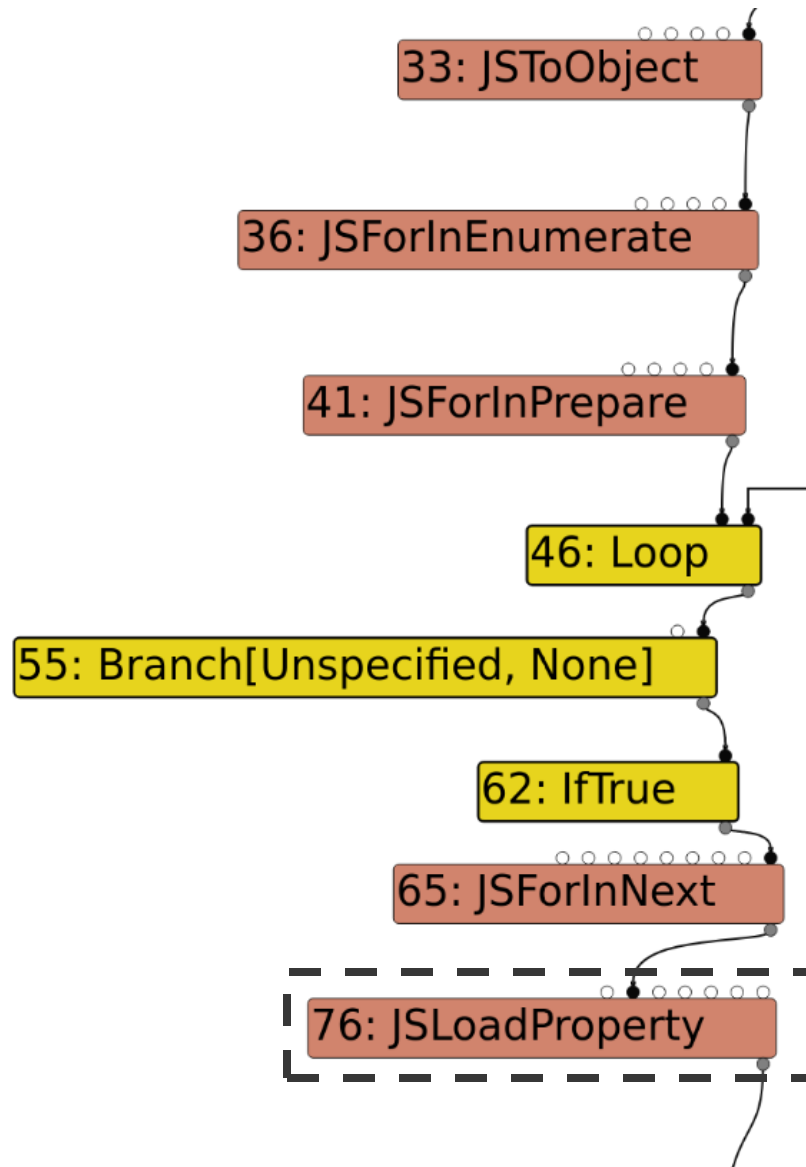 33: JSToObject
36: JSForInEnumerate
41: JSForInPrepare
46: Loop
55: Branch[Unspecified, None]
62: IfTrue
65: JSForInNext
76: JSLoadProperty